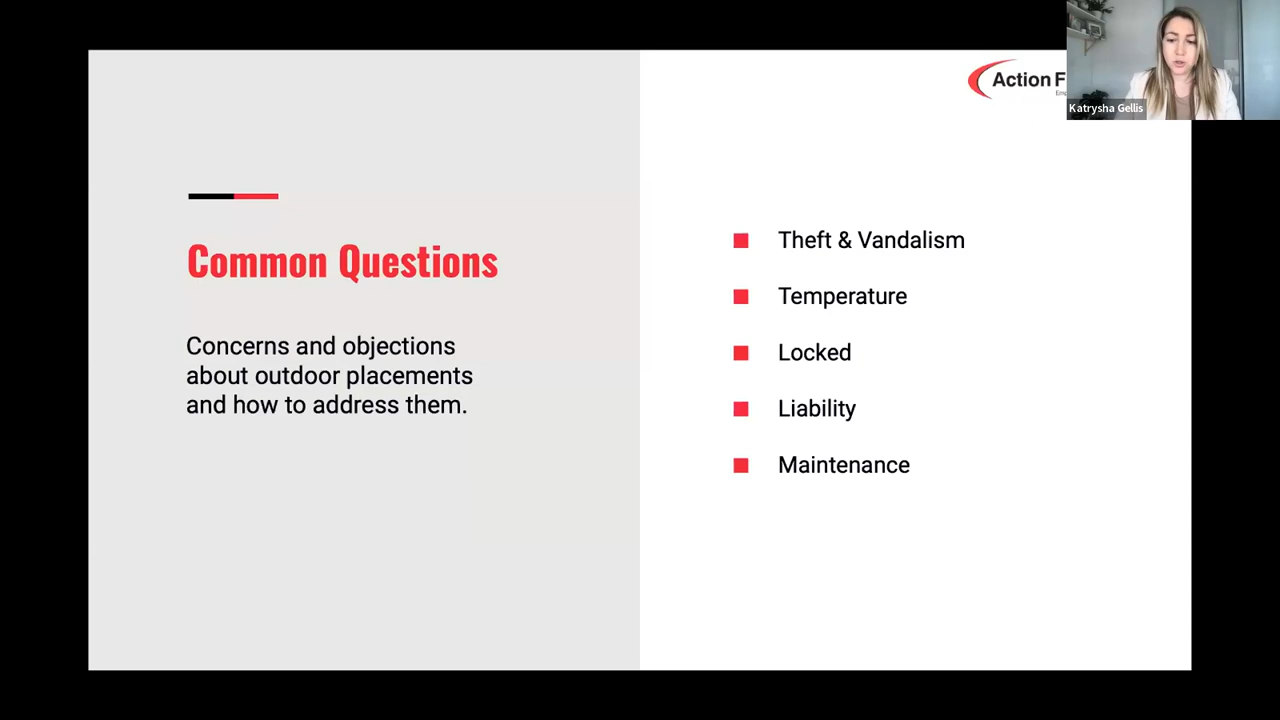 Action F
Katrysha Gellis
Common Questions
Concerns and objections
about outdoor placements
and how to address them.
Theft & Vandalism
Temperature
Locked
Liability
Maintenance